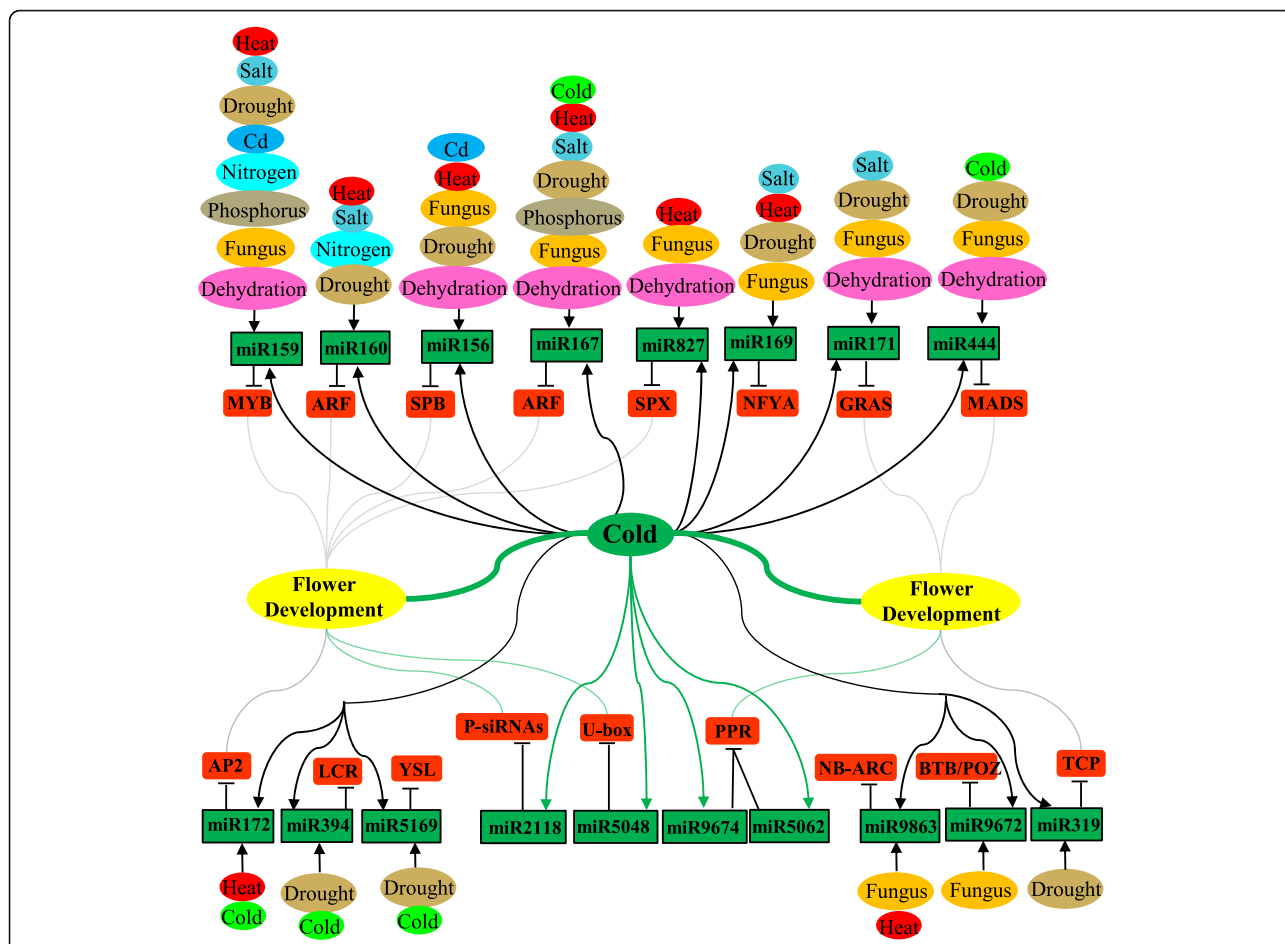 Heat
Salt
Drought
Cd
Nitrogen
Phosphorus
Fungus
Dehydration
miR159
MYB
Heat
Salt
Nitrogen
Drought
miR160
ARF
Cd
Heat
Fungus
Drought
Dehydration
miR156
SPB
Cold
Heat
Salt
Drought
Phosphorus
Fungus
Dehydration
miR167
ARF
Heat
Fungus
Dehydration
miR827
SPX
Salt
Heat
Drought
Fungus
miR169
NFYA
Salt
Drought
Fungus
Dehydration
miR171
GRAS
Cold
Drought
Fungus
Dehydration
miR444
MADS
Cold
Flower
Development
Flower
Development
AP2
miR172
Heat
Cold
LCR
miR394
Drought
Cold
YSL
miR5169
Drought
Cold
P-siRNAs
miR2118
U-box
miR5048
PPR
miR9674
miR5062
NB-ARC
miR9863
Fungus
Heat
BTB/POZ
miR9672
Fungus
TCP
miR319
Drought